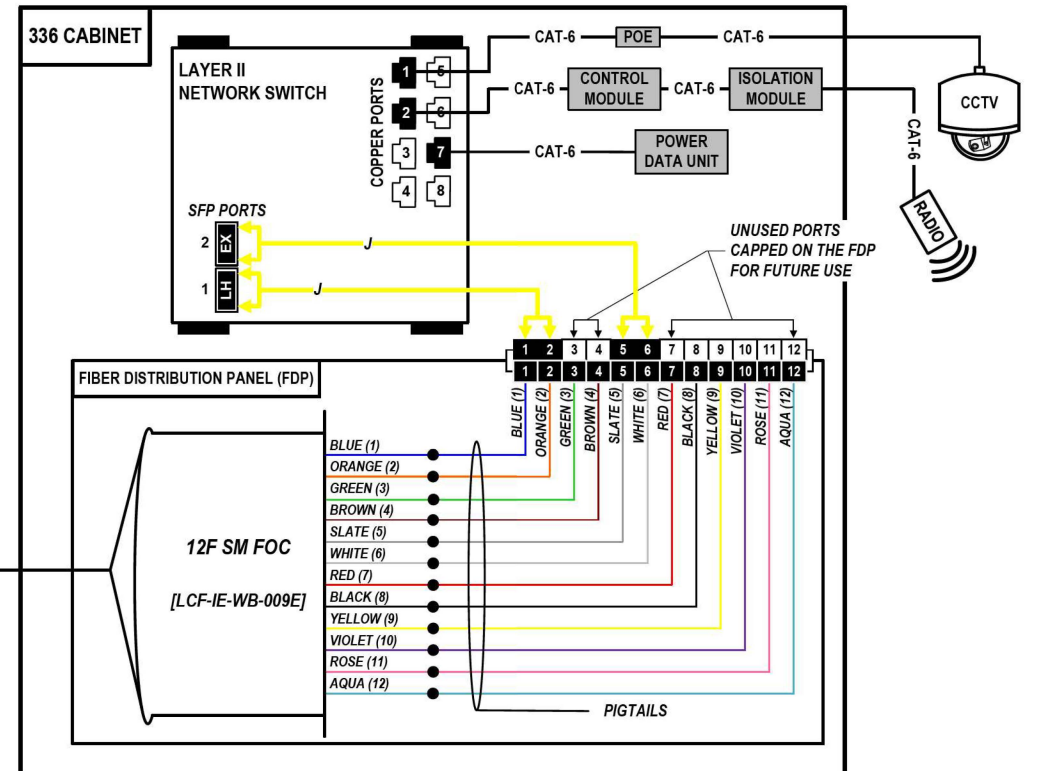 336 CABINET
LAYER II
NETWORK SWITCH
COPPER PORTS
1
5
2
6
3
7
4
8
CAT-6
POE
CAT-6
CAT-6
CONTROL
MODULE
CAT-6
ISOLATION
MODULE
CAT-6
POWER
DATA UNIT
CCTV
CAT-6
RADIO
SFP PORTS
2
EX
1
LH
J
J
UNUSED PORTS
CAPPED ON THE FDP
FOR FUTURE USE
1 2 3 4 5 6 7 8 9 10 11 12
1 2 3 4 5 6 7 8 9 10 11 12
FIBER DISTRIBUTION PANEL (FDP)
BLUE (1)
ORANGE (2)
GREEN (3)
BROWN (4)
SLATE (5)
WHITE (6)
RED (7)
BLACK (8)
YELLOW (9)
VIOLET (10)
ROSE (11)
AQUA (12)
BLUE (1)
ORANGE (2)
GREEN (3)
BROWN (4)
SLATE (5)
WHITE (6)
RED (7)
BLACK (8)
YELLOW (9)
VIOLET (10)
ROSE (11)
AQUA (12)
12F SM FOC
[LCF-IE-WB-009E]
PIGTAILS